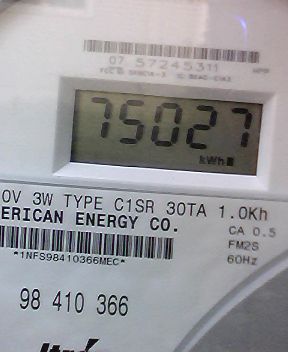 07 57245311
75027
kWh
0V 3W TYPE C1SR 30TA 1.0Kh
ERICAN ENERGY CO.
CA 0.5
FM2S
*1NFS98410366MEC*
60Hz
98 410 366